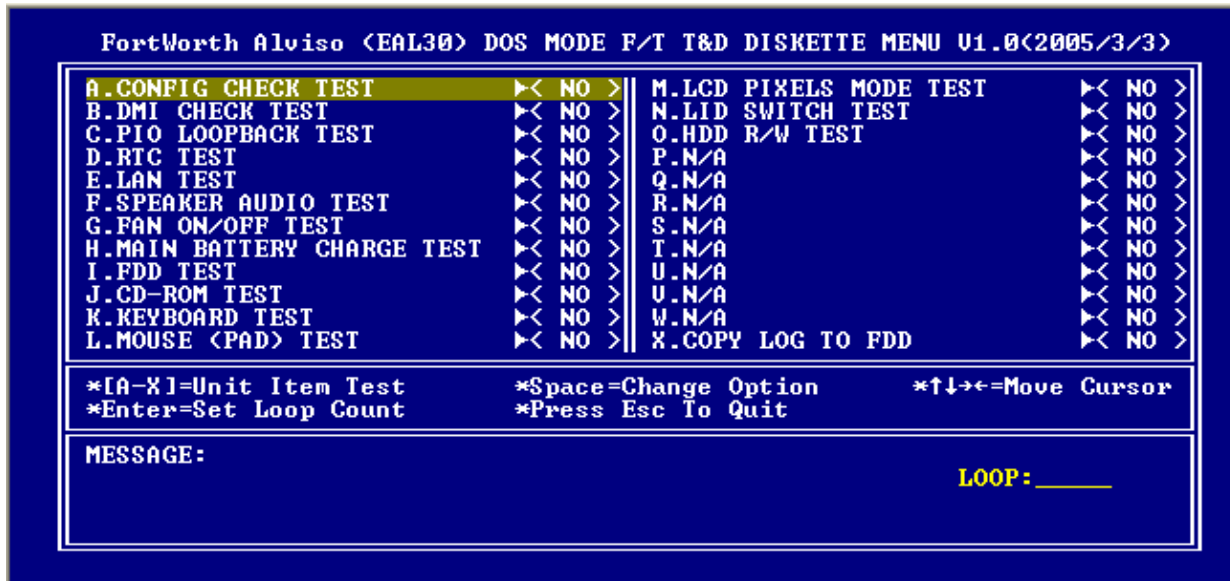 FortWorth Alviso (EAL30) DOS MODE F/T T&D DISKETTE MENU V1.0(2005/3/3)
A.CONFIG CHECK TEST ►< NO > M.LCD PIXELS MODE TEST ►< NO >
B.DMI CHECK TEST ►< NO > N.LID SWITCH TEST ►< NO >
C.PIO LOOPBACK TEST ►< NO > O.HDD R/W TEST ►< NO >
D.RTC TEST ►< NO > P.N/A ►< NO >
E.LAN TEST ►< NO > Q.N/A ►< NO >
F.SPEAKER AUDIO TEST ►< NO > R.N/A ►< NO >
G.FAN ON/OFF TEST ►< NO > S.N/A ►< NO >
H.MAIN BATTERY CHARGE TEST ►< NO > T.N/A ►< NO >
I.FDD TEST ►< NO > U.N/A ►< NO >
J.CD-ROM TEST ►< NO > V.N/A ►< NO >
K.KEYBOARD TEST ►< NO > W.N/A ►< NO >
L.MOUSE (PAD) TEST ►< NO > X.COPY LOG TO FDD ►< NO >
*[A-X]=Unit Item Test *Space=Change Option *↑↓→←=Move Cursor
*Enter=Set Loop Count *Press Esc To Quit
MESSAGE:
LOOP:______